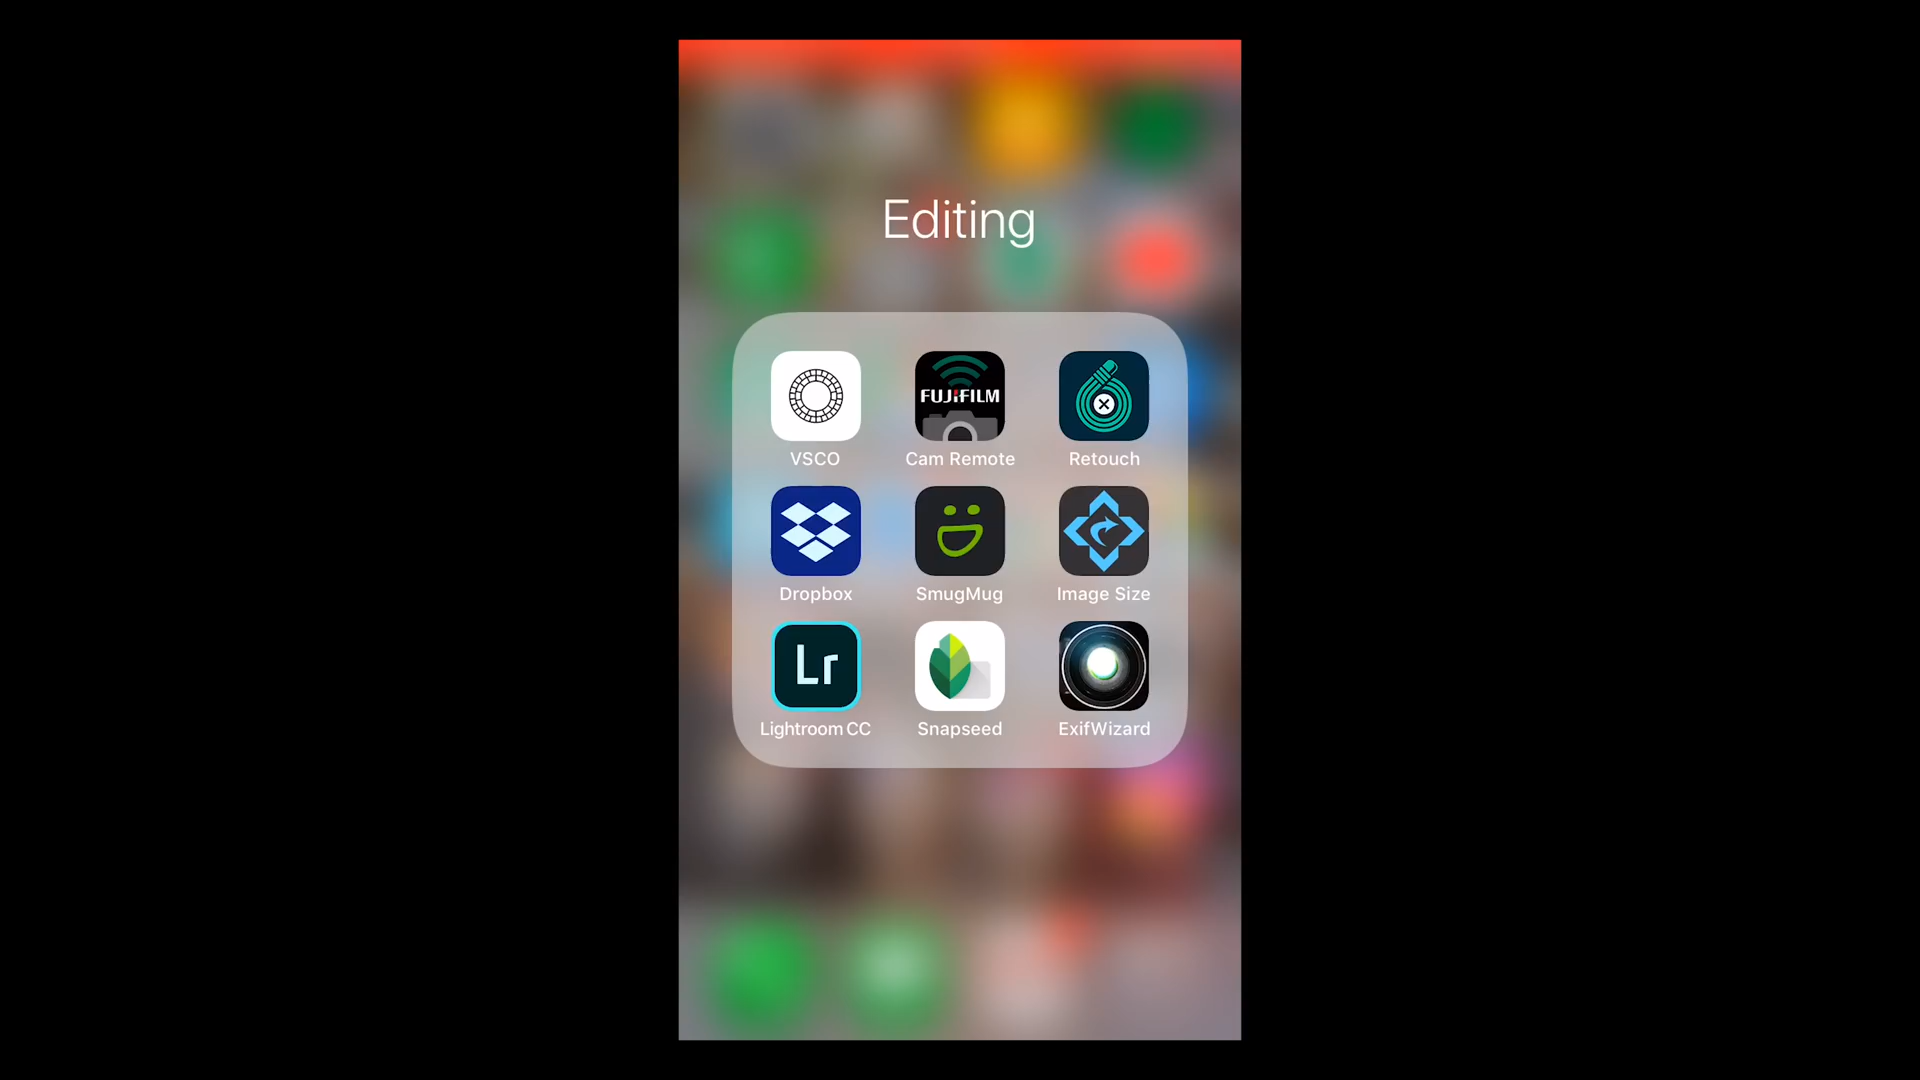 Editing
FUJIFILM
VSCO Cam Remote Retouch
Dropbox SmugMug Image Size
Lr
Lightroom CC Snapseed ExifWizard